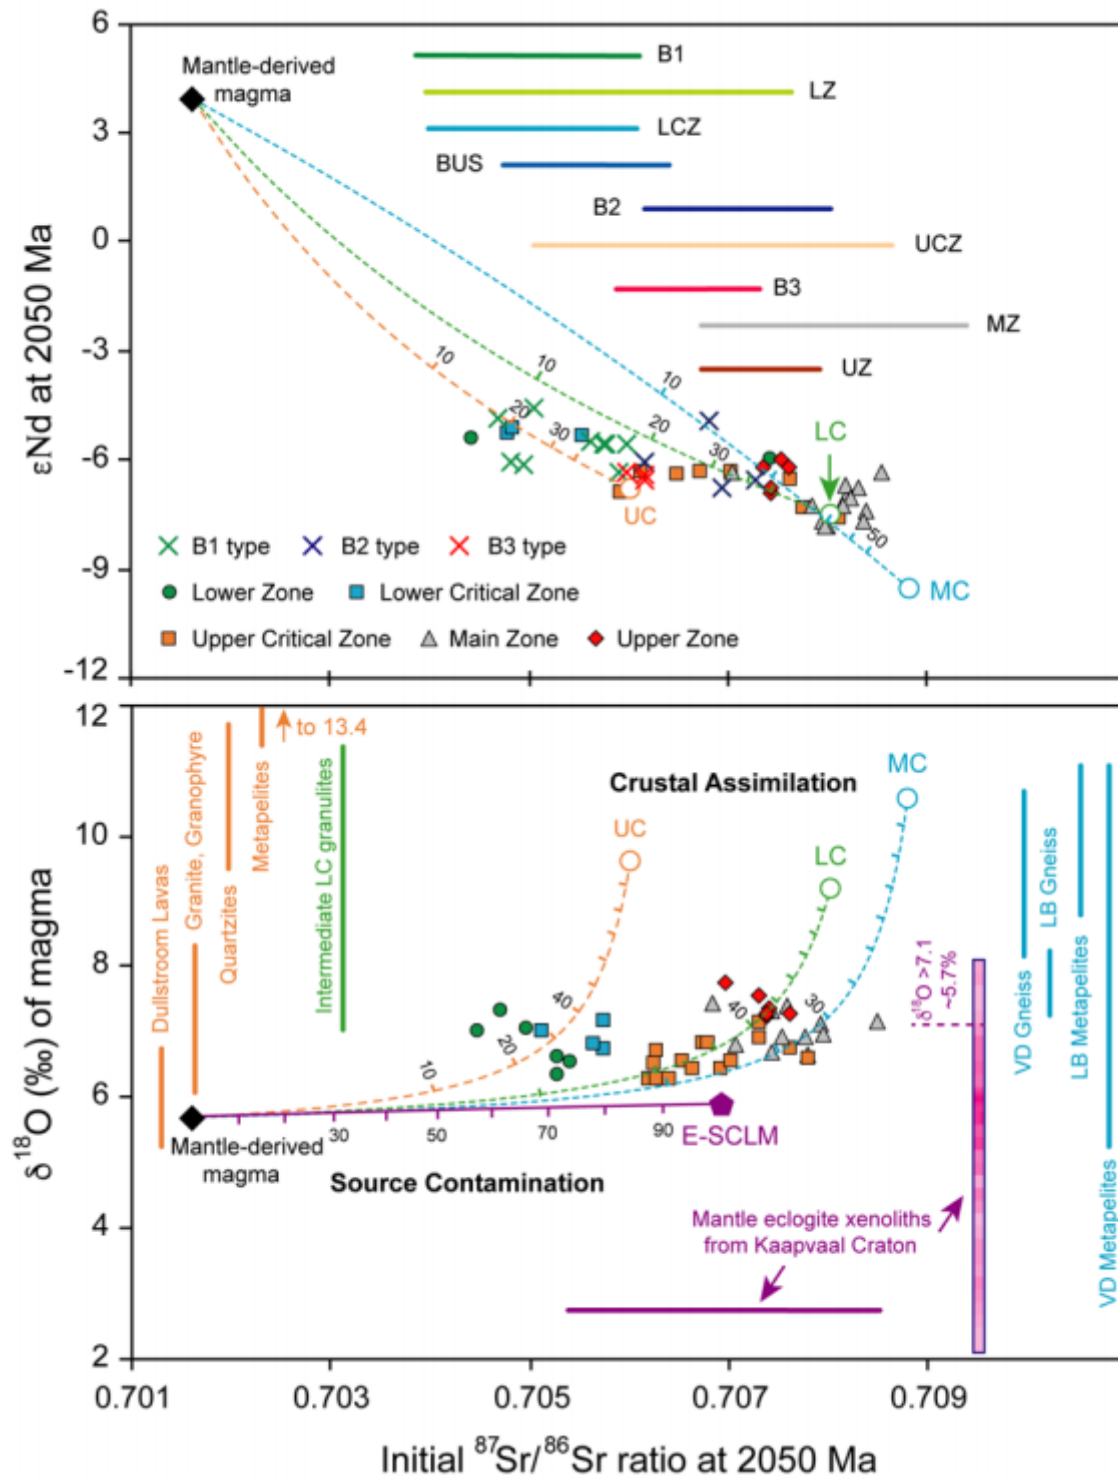 6
Mantle-derived
magma
B1
LZ
3
LCZ
BUS
B2
0
UCZ
B3
MZ
-3
UZ
10
10
10
20
20
30
30
LC
-6
UC
50
B1 type
B2 type
B3 type
-9
MC
Lower Zone
Lower Critical Zone
Upper Critical Zone
Main Zone
Upper Zone
-12
εNd at 2050 Ma
12
to 13.4
Dullstroom Lavas
Granite, Granophyre
Quartzites
Metapelites
Intermediate LC granulites
Crustal Assimilation
UC
LC
MC
10
8
6
4
2
10
20
40
40
30
30
50
70
90
E-SCLM
Mantle-derived
magma
Source Contamination
Mantle eclogite xenoliths
from Kaapvaal Craton
δ¹⁸O >7.1
~5.7%
VD Gneiss
LB Gneiss
LB Metapelites
VD Metapelites
δ¹⁸O (‰) of magma
0.701
0.703
0.705
0.707
0.709
Initial ⁸⁷Sr/⁸⁶Sr ratio at 2050 Ma